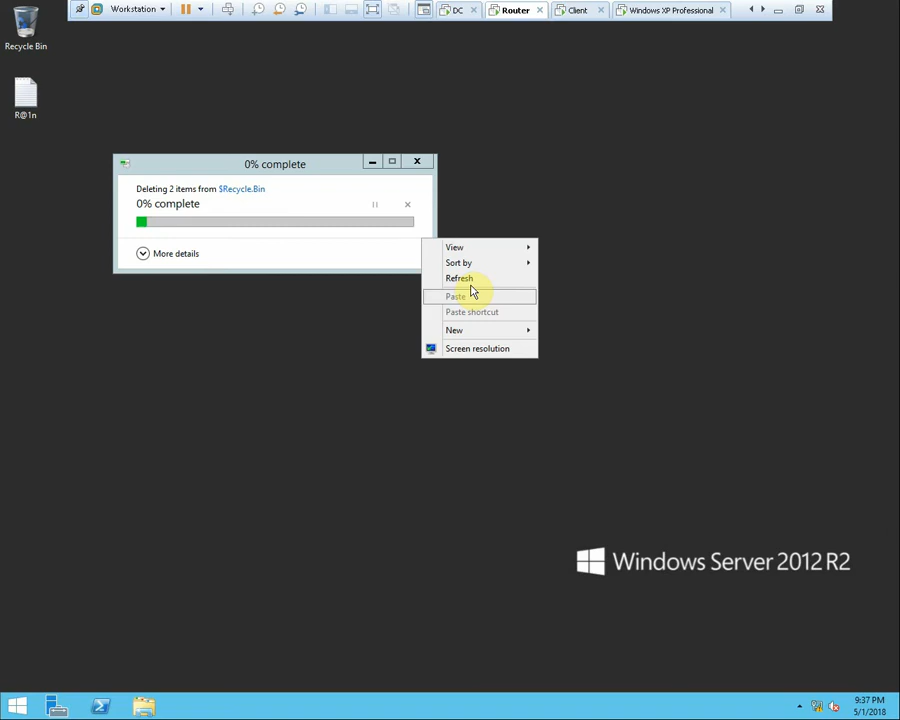 Workstation
DC
Router
Client
Windows XP Professional
Recycle Bin
R@1n
0% complete
Deleting 2 items from $Recycle.Bin
0% complete
More details
View
Sort by
Refresh
Paste
Paste shortcut
New
Screen resolution
Windows Server 2012 R2
9:37 PM
5/1/2018